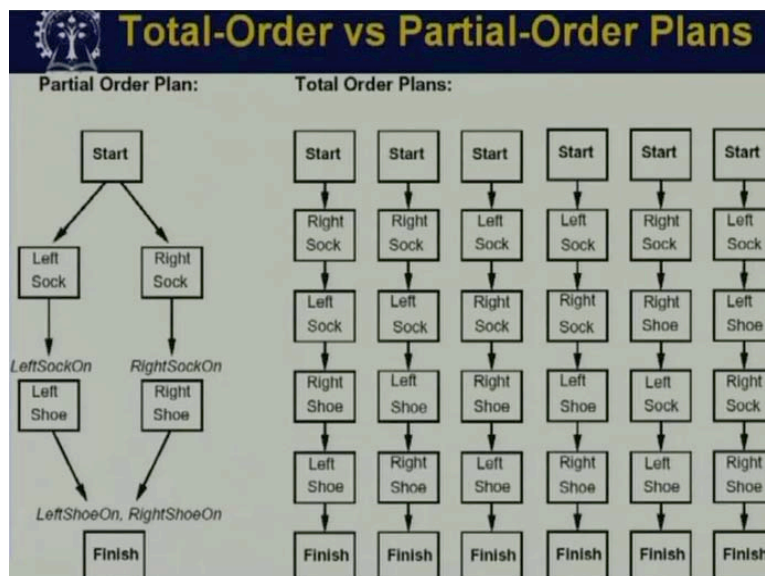 Total-Order vs Partial-Order Plans
Partial Order Plan:
Start
Left
Sock
Right
Sock
LeftSockOn
RightSockOn
Left
Shoe
Right
Shoe
LeftShoeOn, RightShoeOn
Finish
Total Order Plans:
Start
Right
Sock
Left
Sock
Right
Shoe
Left
Shoe
Finish
Start
Right
Sock
Left
Sock
Left
Shoe
Right
Shoe
Finish
Start
Left
Sock
Right
Sock
Right
Shoe
Left
Shoe
Finish
Start
Left
Sock
Right
Sock
Left
Shoe
Right
Shoe
Finish
Start
Right
Sock
Right
Shoe
Left
Sock
Left
Shoe
Finish
Start
Left
Sock
Left
Shoe
Right
Sock
Right
Shoe
Finish